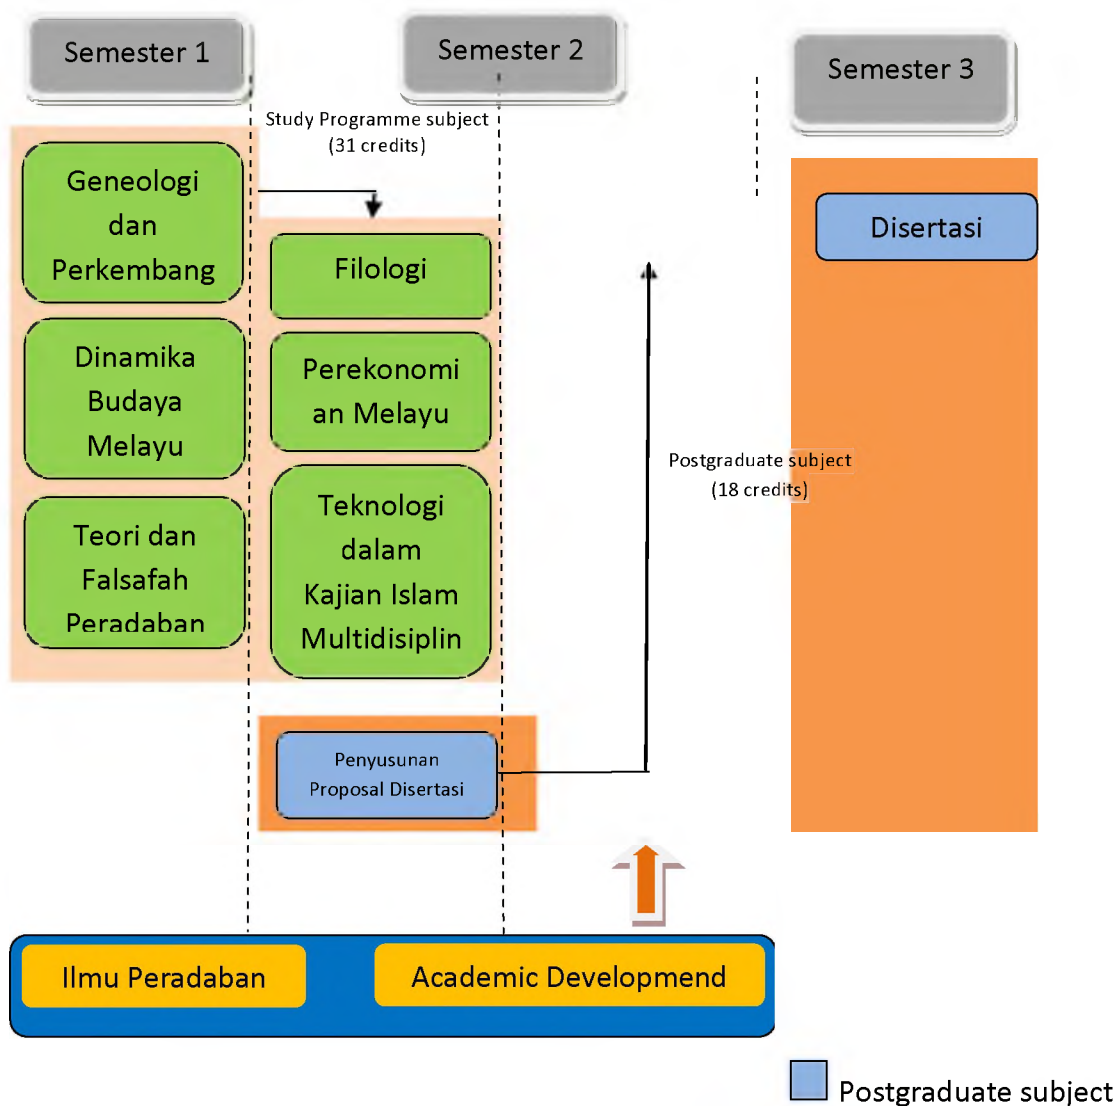 Semester 1
Semester 2
Semester 3
Study Programme subject
(31 credits)
Geneologi
dan
Perkembang
Dinamika
Budaya
Melayu
Teori dan
Falsafah
Peradaban
Filologi
Perekonomi
an Melayu
Teknologi
dalam
Kajian Islam
Multidisiplin
Penyusunan
Proposal Disertasi
Postgraduate subject
(18 credits)
Disertasi
Ilmu Peradaban
Academic Developmend
Postgraduate subject